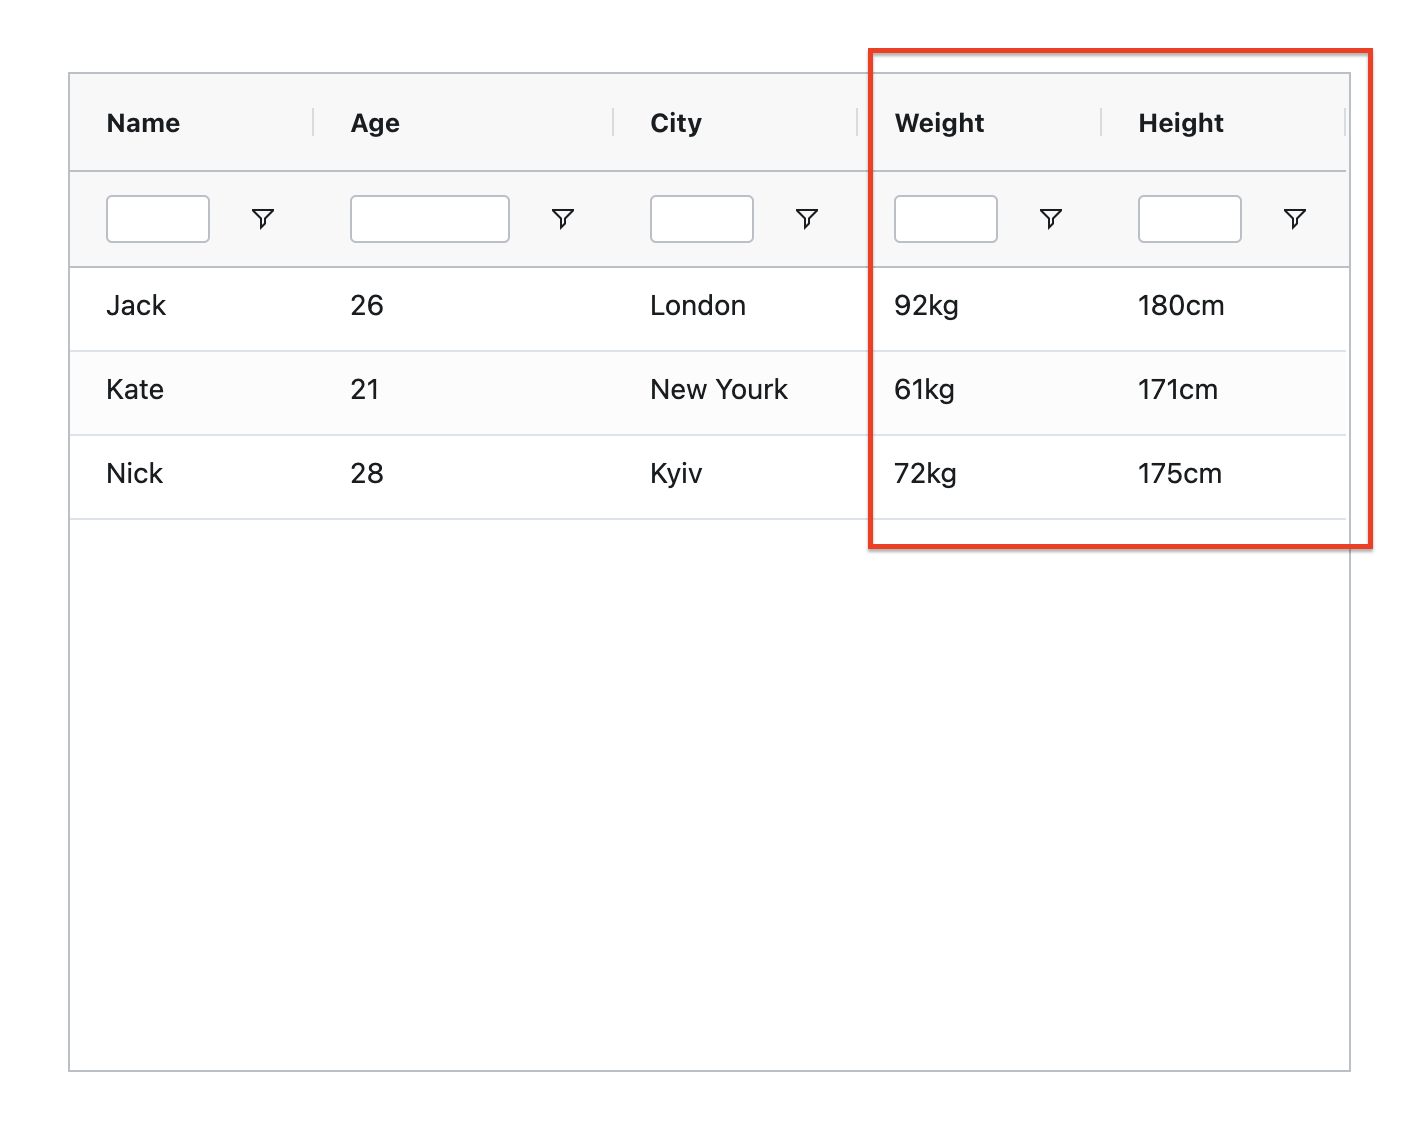 Name Age City Weight Height
Jack 26 London 92kg 180cm
Kate 21 New Yourk 61kg 171cm
Nick 28 Kyiv 72kg 175cm